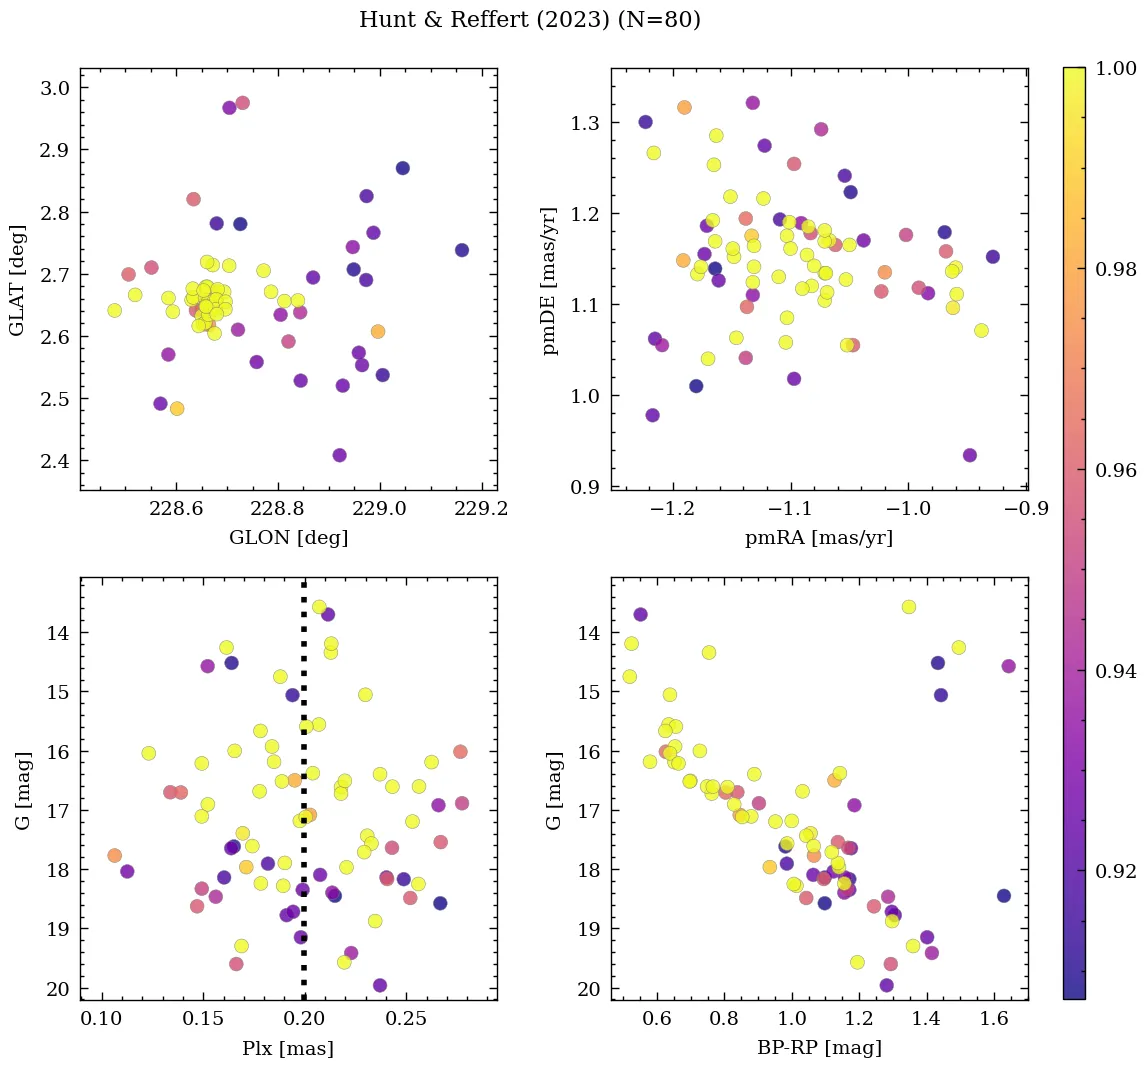 Hunt & Reffert (2023) (N=80)
3.0
2.9
2.8
2.7
2.6
2.5
2.4
GLAT [deg]
228.6 228.8 229.0 229.2
GLON [deg]
1.3
1.2
1.1
1.0
0.9
pmDE [mas/yr]
−1.2 −1.1 −1.0 −0.9
pmRA [mas/yr]
14
15
16
17
18
19
20
G [mag]
0.10 0.15 0.20 0.25
Plx [mas]
14
15
16
17
18
19
20
G [mag]
0.6 0.8 1.0 1.2 1.4 1.6
BP-RP [mag]
1.00
0.98
0.96
0.94
0.92